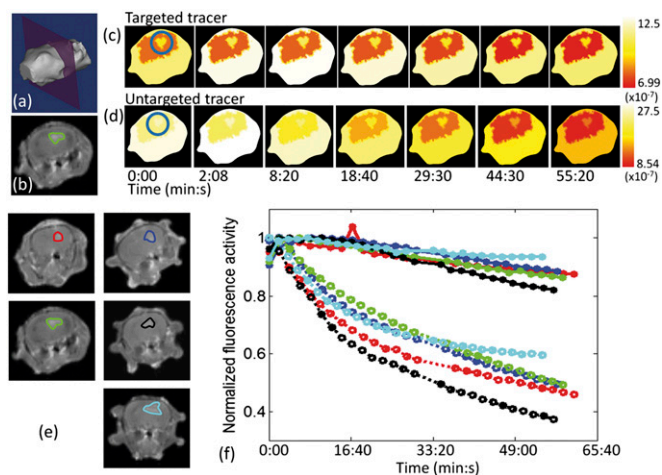 (a)
(b)
(c)
Targeted tracer
12.5
6.99
(x10-7)
(d)
Untargeted tracer
27.5
8.54
(x10-7)
0:00 2:08 8:20 18:40 29:30 44:30 55:20
Time (min:s)
(e)
(f)
Normalized fluorescence activity
1
0.8
0.6
0.4
0:00 16:40 33:20 49:00 65:40
Time (min:s)